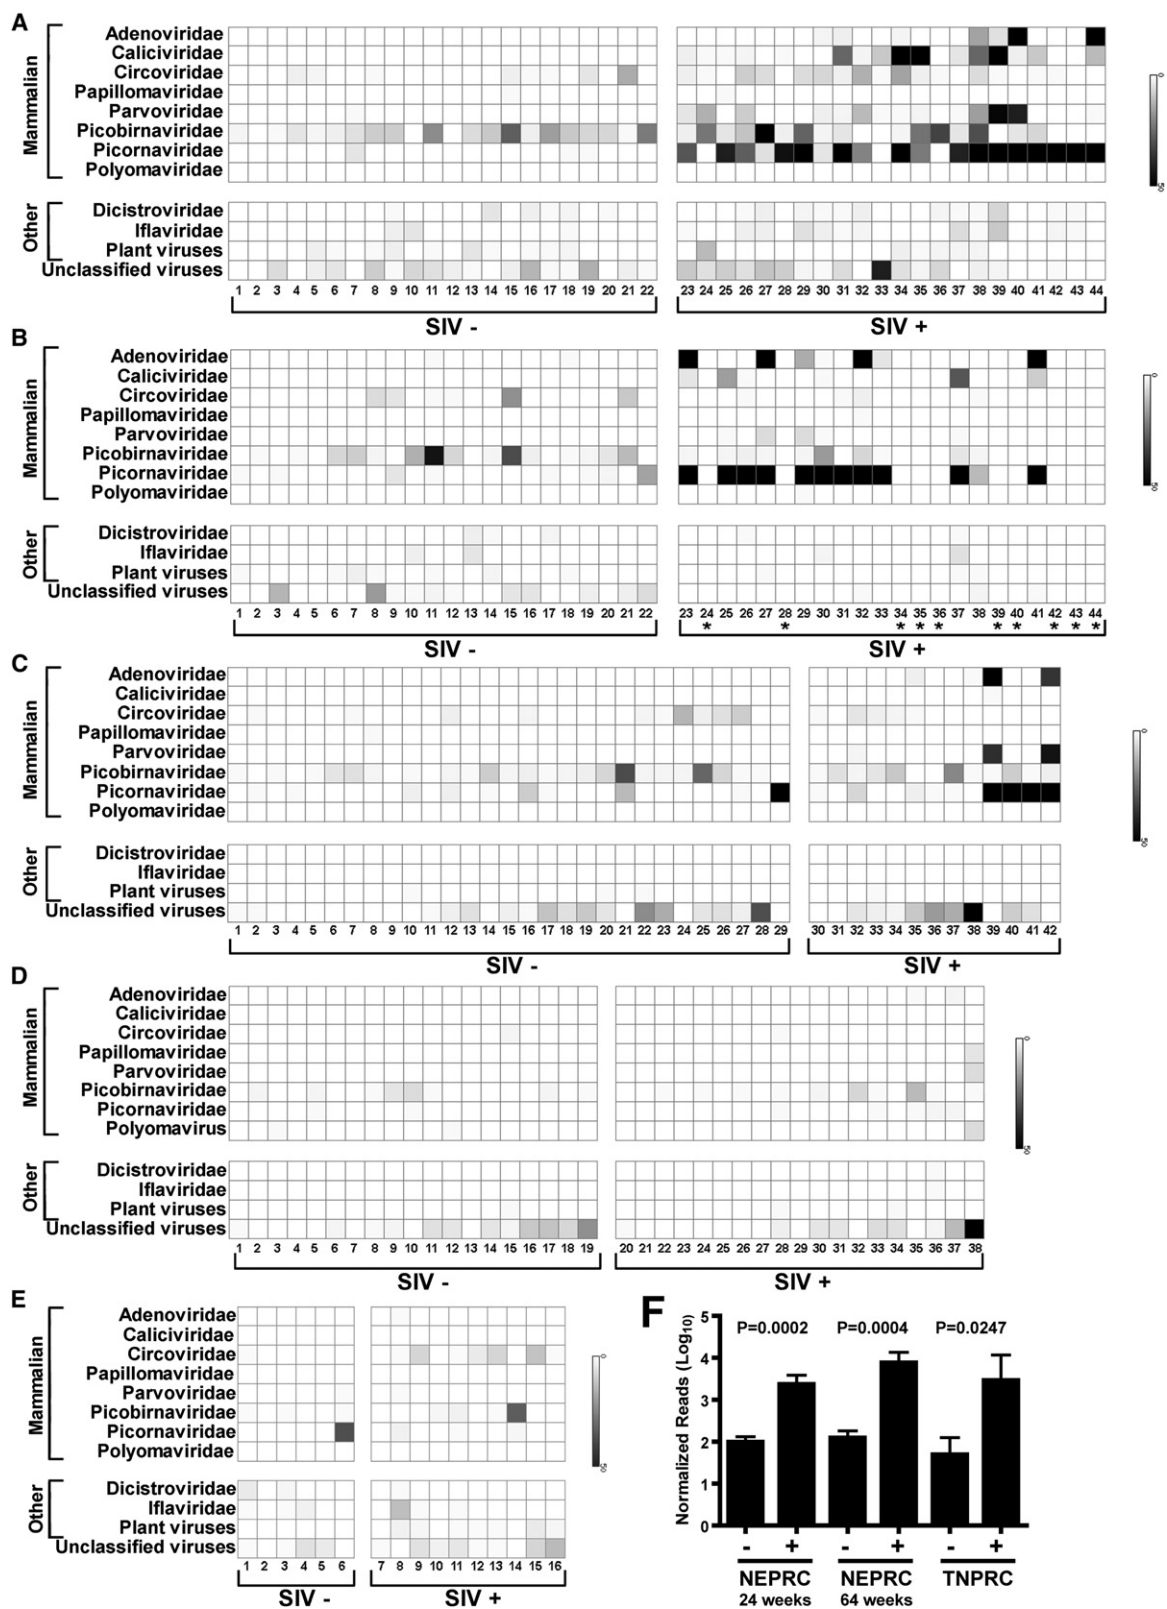 A
Mammalian
Adenoviridae
Caliciviridae
Circoviridae
Papillomaviridae
Parvoviridae
Picobirnaviridae
Picornaviridae
Polyomaviridae
0
50
Other
Dicistroviridae
Iflaviridae
Plant viruses
Unclassified viruses
1 2 3 4 5 6 7 8 9 10 11 12 13 14 15 16 17 18 19 20 21 22 23 24 25 26 27 28 29 30 31 32 33 34 35 36 37 38 39 40 41 42 43 44
SIV - SIV +
B
Mammalian
Adenoviridae
Caliciviridae
Circoviridae
Papillomaviridae
Parvoviridae
Picobirnaviridae
Picornaviridae
Polyomaviridae
0
50
Other
Dicistroviridae
Iflaviridae
Plant viruses
Unclassified viruses
1 2 3 4 5 6 7 8 9 10 11 12 13 14 15 16 17 18 19 20 21 22 23 24 25 26 27 28 29 30 31 32 33 34 35 36 37 38 39 40 41 42 43 44
* * * * * * * * * *
SIV - SIV +
C
Mammalian
Adenoviridae
Caliciviridae
Circoviridae
Papillomaviridae
Parvoviridae
Picobirnaviridae
Picornaviridae
Polyomaviridae
0
50
Other
Dicistroviridae
Iflaviridae
Plant viruses
Unclassified viruses
1 2 3 4 5 6 7 8 9 10 11 12 13 14 15 16 17 18 19 20 21 22 23 24 25 26 27 28 29 30 31 32 33 34 35 36 37 38 39 40 41 42
SIV - SIV +
D
Mammalian
Adenoviridae
Caliciviridae
Circoviridae
Papillomaviridae
Parvoviridae
Picobirnaviridae
Picornaviridae
Polyomavirus
0
50
Other
Dicistroviridae
Iflaviridae
Plant viruses
Unclassified viruses
1 2 3 4 5 6 7 8 9 10 11 12 13 14 15 16 17 18 19 20 21 22 23 24 25 26 27 28 29 30 31 32 33 34 35 36 37 38
SIV - SIV +
E
Mammalian
Adenoviridae
Caliciviridae
Circoviridae
Papillomaviridae
Parvoviridae
Picobirnaviridae
Picornaviridae
Polyomaviridae
0
50
Other
Dicistroviridae
Iflaviridae
Plant viruses
Unclassified viruses
1 2 3 4 5 6 7 8 9 10 11 12 13 14 15 16
SIV - SIV +
F
Normalized Reads (Log10)
5
4
3
2
1
0
P=0.0002 P=0.0004 P=0.0247
- + - + - +
NEPRC NEPRC TNPRC
24 weeks 64 weeks